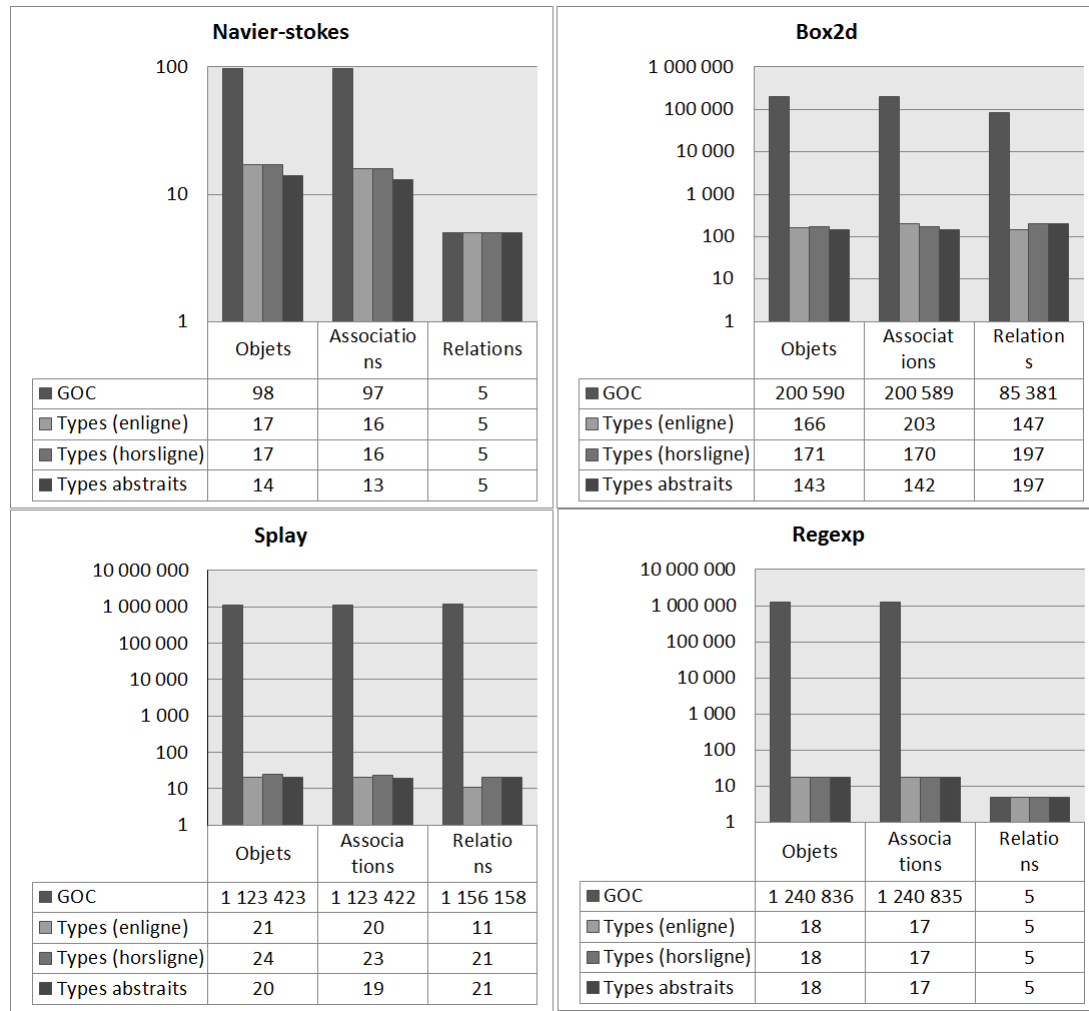 Navier-stokes
100
10
1
Objets
Associatio
ns
Relations
GOC 98 97 5
Types (enligne) 17 16 5
Types (horsligne) 17 16 5
Types abstraits 14 13 5
Box2d
1 000 000
100 000
10 000
1 000
100
10
1
Objets
Associat
ions
Relation
s
GOC 200 590 200 589 85 381
Types (enligne) 166 203 147
Types (horsligne) 171 170 197
Types abstraits 143 142 197
Splay
10 000 000
1 000 000
100 000
10 000
1 000
100
10
1
Objets
Associa
tions
Relatio
ns
GOC 1 123 423 1 123 422 1 156 158
Types (enligne) 21 20 11
Types (horsligne) 24 23 21
Types abstraits 20 19 21
Regexp
10 000 000
1 000 000
100 000
10 000
1 000
100
10
1
Objets
Associa
tions
Relatio
ns
GOC 1 240 836 1 240 835 5
Types (enligne) 18 17 5
Types (horsligne) 18 17 5
Types abstraits 18 17 5